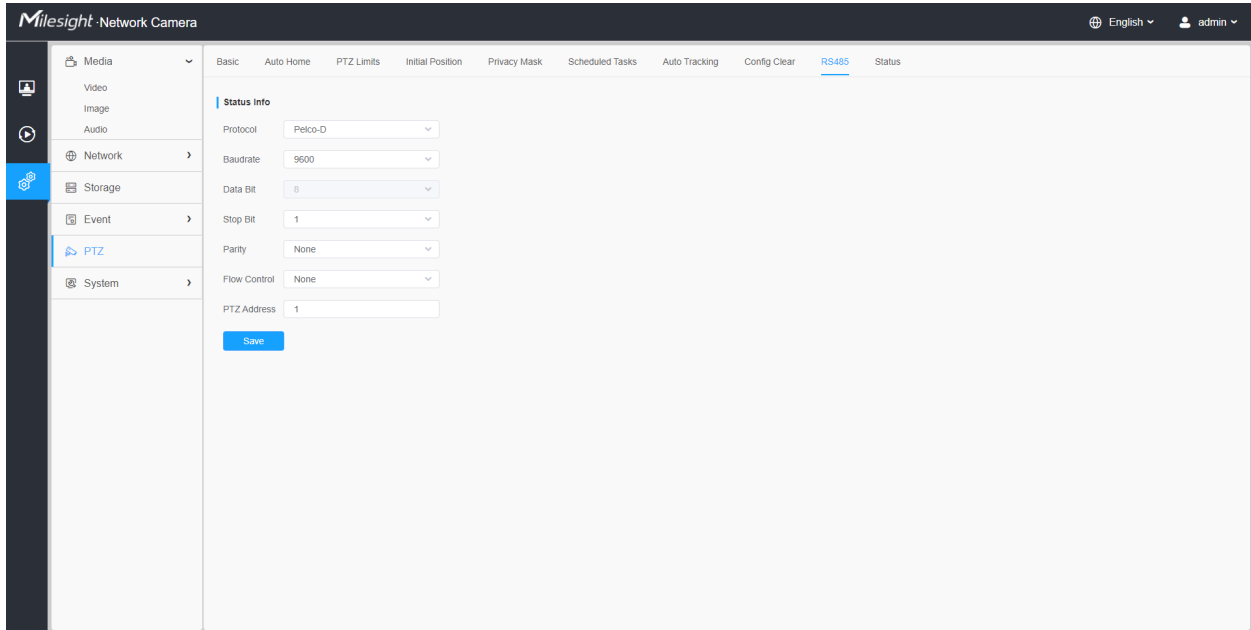 Milesight·Network Camera
English
admin
Media
Video
Image
Audio
Network
Storage
Event
PTZ
System
Basic Auto Home PTZ Limits Initial Position Privacy Mask Scheduled Tasks Auto Tracking Config Clear RS485 Status
Status Info
Protocol Pelco-D
Baudrate 9600
Data Bit 8
Stop Bit 1
Parity None
Flow Control None
PTZ Address 1
Save